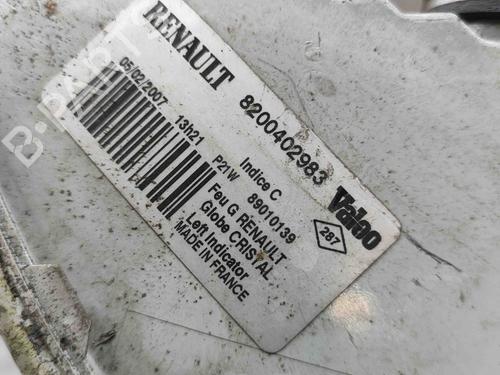 RENAULT
8200402983
Valeo
05/02/2007 13h21 P21W
Indice C
89010139
287
Feu G RENAULT
Globe CRISTAL
Left Indicator
MADE IN FRANCE
B-PARTS